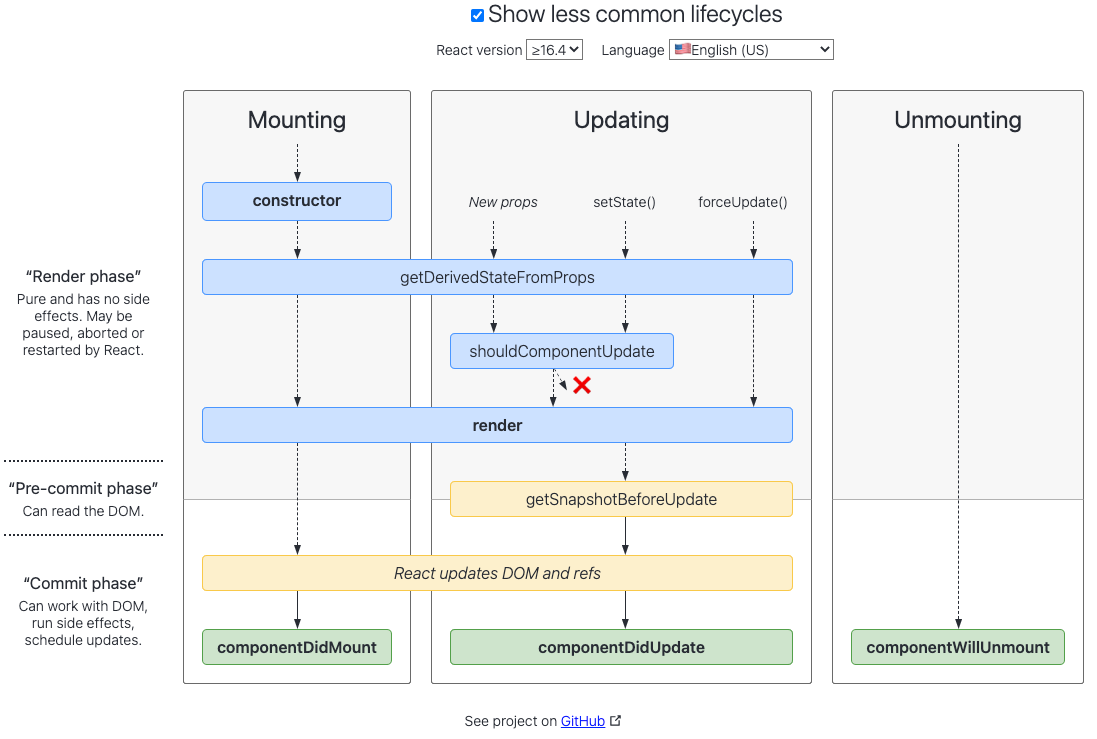 Show less common lifecycles
React version ≥16.4 Language 🇺🇸English (US)
Mounting
Updating
Unmounting
constructor
New props
setState()
forceUpdate()
“Render phase”
Pure and has no side
effects. May be
paused, aborted or
restarted by React.
getDerivedStateFromProps
shouldComponentUpdate
render
“Pre-commit phase”
Can read the DOM.
getSnapshotBeforeUpdate
“Commit phase”
Can work with DOM,
run side effects,
schedule updates.
React updates DOM and refs
componentDidMount
componentDidUpdate
componentWillUnmount
See project on GitHub